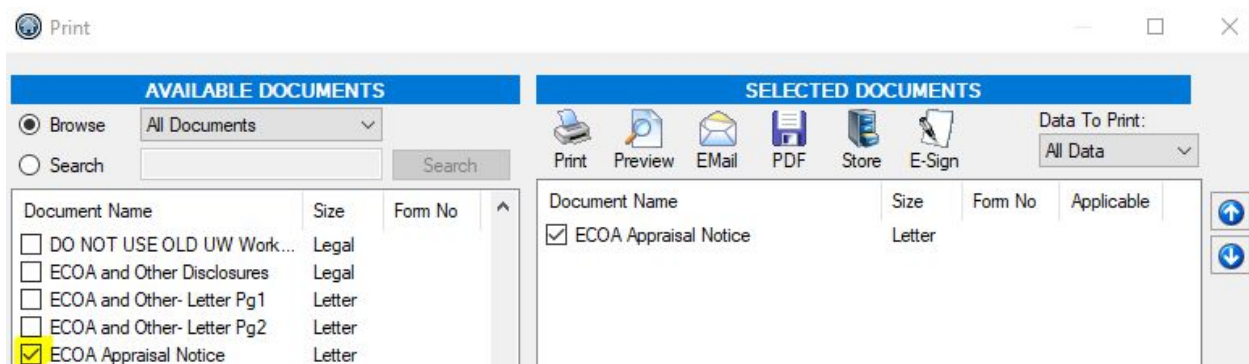 Print
AVAILABLE DOCUMENTS
Browse All Documents
Search Search
Document Name Size Form No
DO NOT USE OLD UW Work... Legal
ECOA and Other Disclosures Legal
ECOA and Other- Letter Pg1 Letter
ECOA and Other- Letter Pg2 Letter
ECOA Appraisal Notice Letter
SELECTED DOCUMENTS
Data To Print:
Print Preview EMail PDF Store E-Sign All Data
Document Name Size Form No Applicable
ECOA Appraisal Notice Letter